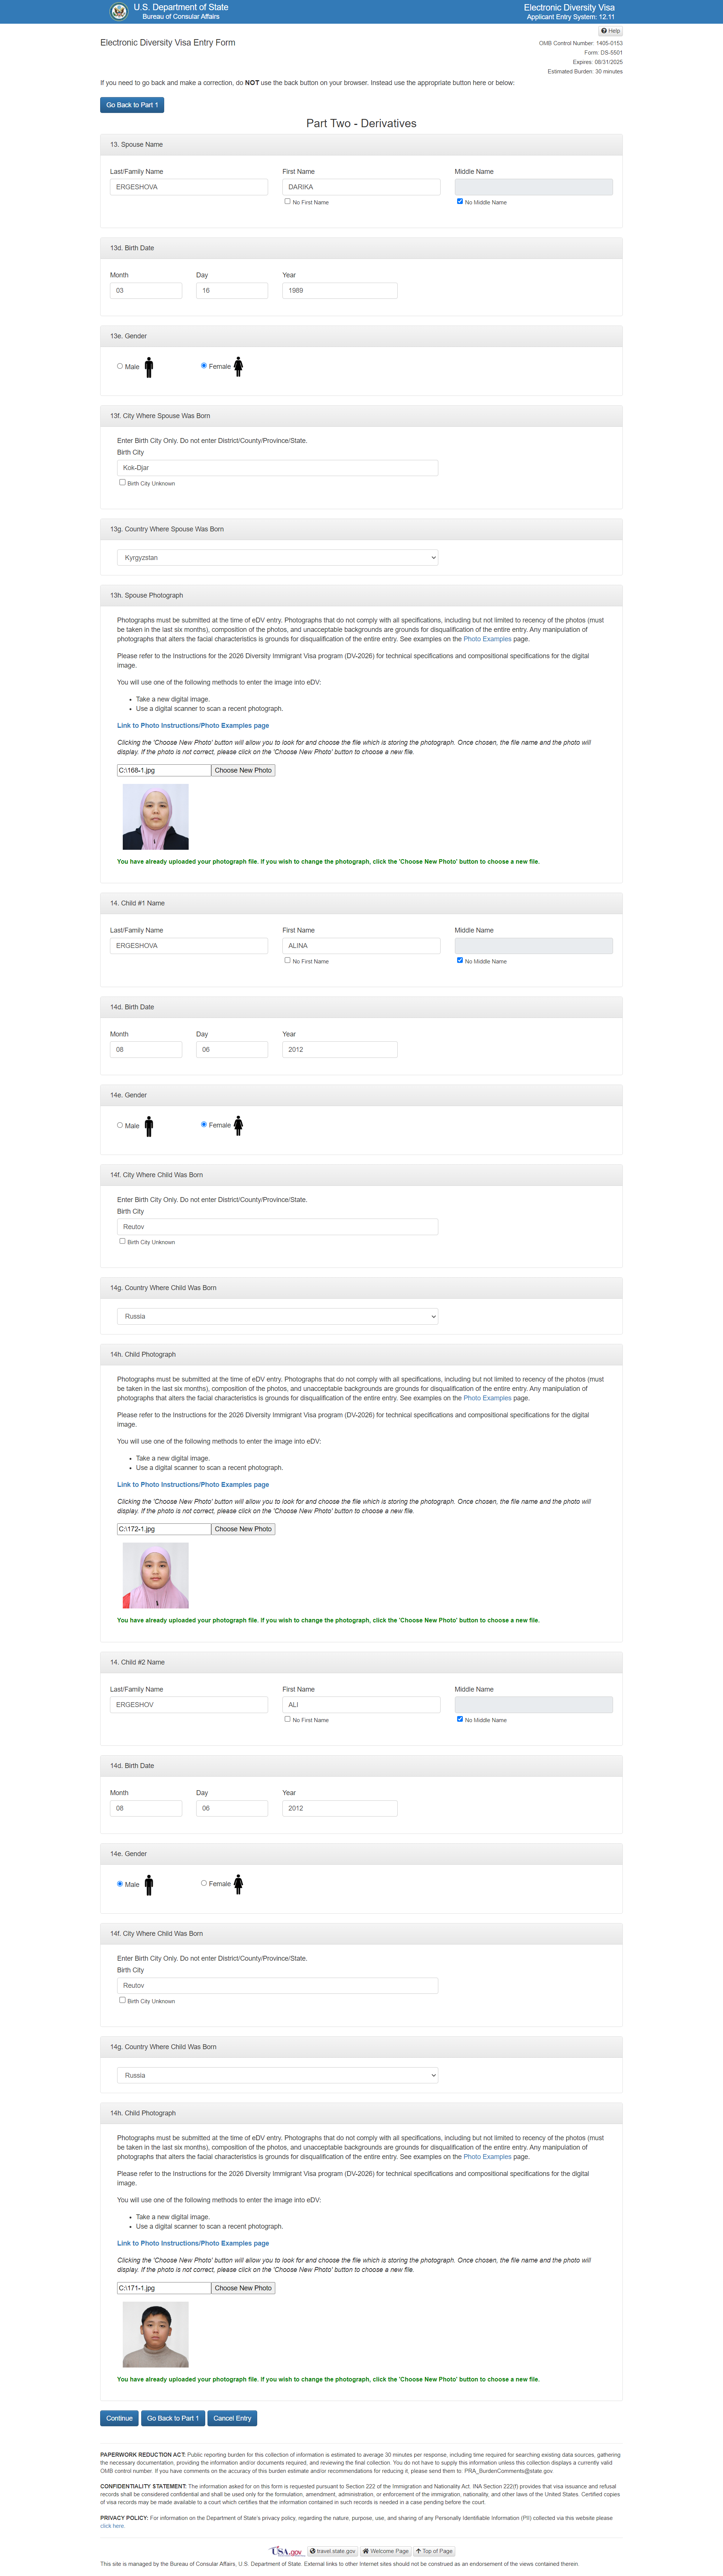 U.S. Department of State
Bureau of Consular Affairs
Electronic Diversity Visa
Applicant Entry System: 12.11
Help
Electronic Diversity Visa Entry Form
OMB Control Number: 1405-0153
Form: DS-5501
Expires: 08/31/2025
Estimated Burden: 30 minutes
If you need to go back and make a correction, do NOT use the back button on your browser. Instead use the appropriate button here or below:
Go Back to Part 1
Part Two - Derivatives
13. Spouse Name
Last/Family Name First Name Middle Name
ERGESHOVA DARIKA
No First Name No Middle Name
13d. Birth Date
Month Day Year
03 16 1989
13e. Gender
Male Female
13f. City Where Spouse Was Born
Enter Birth City Only. Do not enter District/County/Province/State.
Birth City
Kok-Djar
Birth City Unknown
13g. Country Where Spouse Was Born
Kyrgyzstan
13h. Spouse Photograph
Photographs must be submitted at the time of eDV entry. Photographs that do not comply with all specifications, including but not limited to recency of the photos (must
be taken in the last six months), composition of the photos, and unacceptable backgrounds are grounds for disqualification of the entire entry. Any manipulation of
photographs that alters the facial characteristics is grounds for disqualification of the entire entry. See examples on the Photo Examples page.
Please refer to the Instructions for the 2026 Diversity Immigrant Visa program (DV-2026) for technical specifications and compositional specifications for the digital
image.
You will use one of the following methods to enter the image into eDV:
• Take a new digital image.
• Use a digital scanner to scan a recent photograph.
Link to Photo Instructions/Photo Examples page
Clicking the 'Choose New Photo' button will allow you to look for and choose the file which is storing the photograph. Once chosen, the file name and the photo will
display. If the photo is not correct, please click on the 'Choose New Photo' button to choose a new file.
C:\168-1.jpg Choose New Photo
You have already uploaded your photograph file. If you wish to change the photograph, click the 'Choose New Photo' button to choose a new file.
14. Child #1 Name
Last/Family Name First Name Middle Name
ERGESHOVA ALINA
No First Name No Middle Name
14d. Birth Date
Month Day Year
08 06 2012
14e. Gender
Male Female
14f. City Where Child Was Born
Enter Birth City Only. Do not enter District/County/Province/State.
Birth City
Reutov
Birth City Unknown
14g. Country Where Child Was Born
Russia
14h. Child Photograph
Photographs must be submitted at the time of eDV entry. Photographs that do not comply with all specifications, including but not limited to recency of the photos (must
be taken in the last six months), composition of the photos, and unacceptable backgrounds are grounds for disqualification of the entire entry. Any manipulation of
photographs that alters the facial characteristics is grounds for disqualification of the entire entry. See examples on the Photo Examples page.
Please refer to the Instructions for the 2026 Diversity Immigrant Visa program (DV-2026) for technical specifications and compositional specifications for the digital
image.
You will use one of the following methods to enter the image into eDV:
• Take a new digital image.
• Use a digital scanner to scan a recent photograph.
Link to Photo Instructions/Photo Examples page
Clicking the 'Choose New Photo' button will allow you to look for and choose the file which is storing the photograph. Once chosen, the file name and the photo will
display. If the photo is not correct, please click on the 'Choose New Photo' button to choose a new file.
C:\172-1.jpg Choose New Photo
You have already uploaded your photograph file. If you wish to change the photograph, click the 'Choose New Photo' button to choose a new file.
14. Child #2 Name
Last/Family Name First Name Middle Name
ERGESHOV ALI
No First Name No Middle Name
14d. Birth Date
Month Day Year
08 06 2012
14e. Gender
Male Female
14f. City Where Child Was Born
Enter Birth City Only. Do not enter District/County/Province/State.
Birth City
Reutov
Birth City Unknown
14g. Country Where Child Was Born
Russia
14h. Child Photograph
Photographs must be submitted at the time of eDV entry. Photographs that do not comply with all specifications, including but not limited to recency of the photos (must
be taken in the last six months), composition of the photos, and unacceptable backgrounds are grounds for disqualification of the entire entry. Any manipulation of
photographs that alters the facial characteristics is grounds for disqualification of the entire entry. See examples on the Photo Examples page.
Please refer to the Instructions for the 2026 Diversity Immigrant Visa program (DV-2026) for technical specifications and compositional specifications for the digital
image.
You will use one of the following methods to enter the image into eDV:
• Take a new digital image.
• Use a digital scanner to scan a recent photograph.
Link to Photo Instructions/Photo Examples page
Clicking the 'Choose New Photo' button will allow you to look for and choose the file which is storing the photograph. Once chosen, the file name and the photo will
display. If the photo is not correct, please click on the 'Choose New Photo' button to choose a new file.
C:\171-1.jpg Choose New Photo
You have already uploaded your photograph file. If you wish to change the photograph, click the 'Choose New Photo' button to choose a new file.
Continue Go Back to Part 1 Cancel Entry
PAPERWORK REDUCTION ACT: Public reporting burden for this collection of information is estimated to average 30 minutes per response, including time required for searching existing data sources, gathering
the necessary documentation, providing the information and/or documents required, and reviewing the final collection. You do not have to supply this information unless this collection displays a currently valid
OMB control number. If you have comments on the accuracy of this burden estimate and/or recommendations for reducing it, please send them to: PRA_BurdenComments@state.gov.
CONFIDENTIALITY STATEMENT: The information asked for on this form is requested pursuant to Section 222 of the Immigration and Nationality Act. INA Section 222(f) provides that visa issuance and refusal
records shall be considered confidential and shall be used only for the formulation, amendment, administration, or enforcement of the immigration, nationality, and other laws of the United States. Certified copies
of visa records may be made available to a court which certifies that the information contained in such records is needed in a case pending before the court.
PRIVACY POLICY: For information on the Department of State's privacy policy, regarding the nature, purpose, use, and sharing of any Personally Identifiable Information (PII) collected via this website please
click here.
USA.gov travel.state.gov Welcome Page Top of Page
This site is managed by the Bureau of Consular Affairs, U.S. Department of State. External links to other Internet sites should not be construed as an endorsement of the views contained therein.